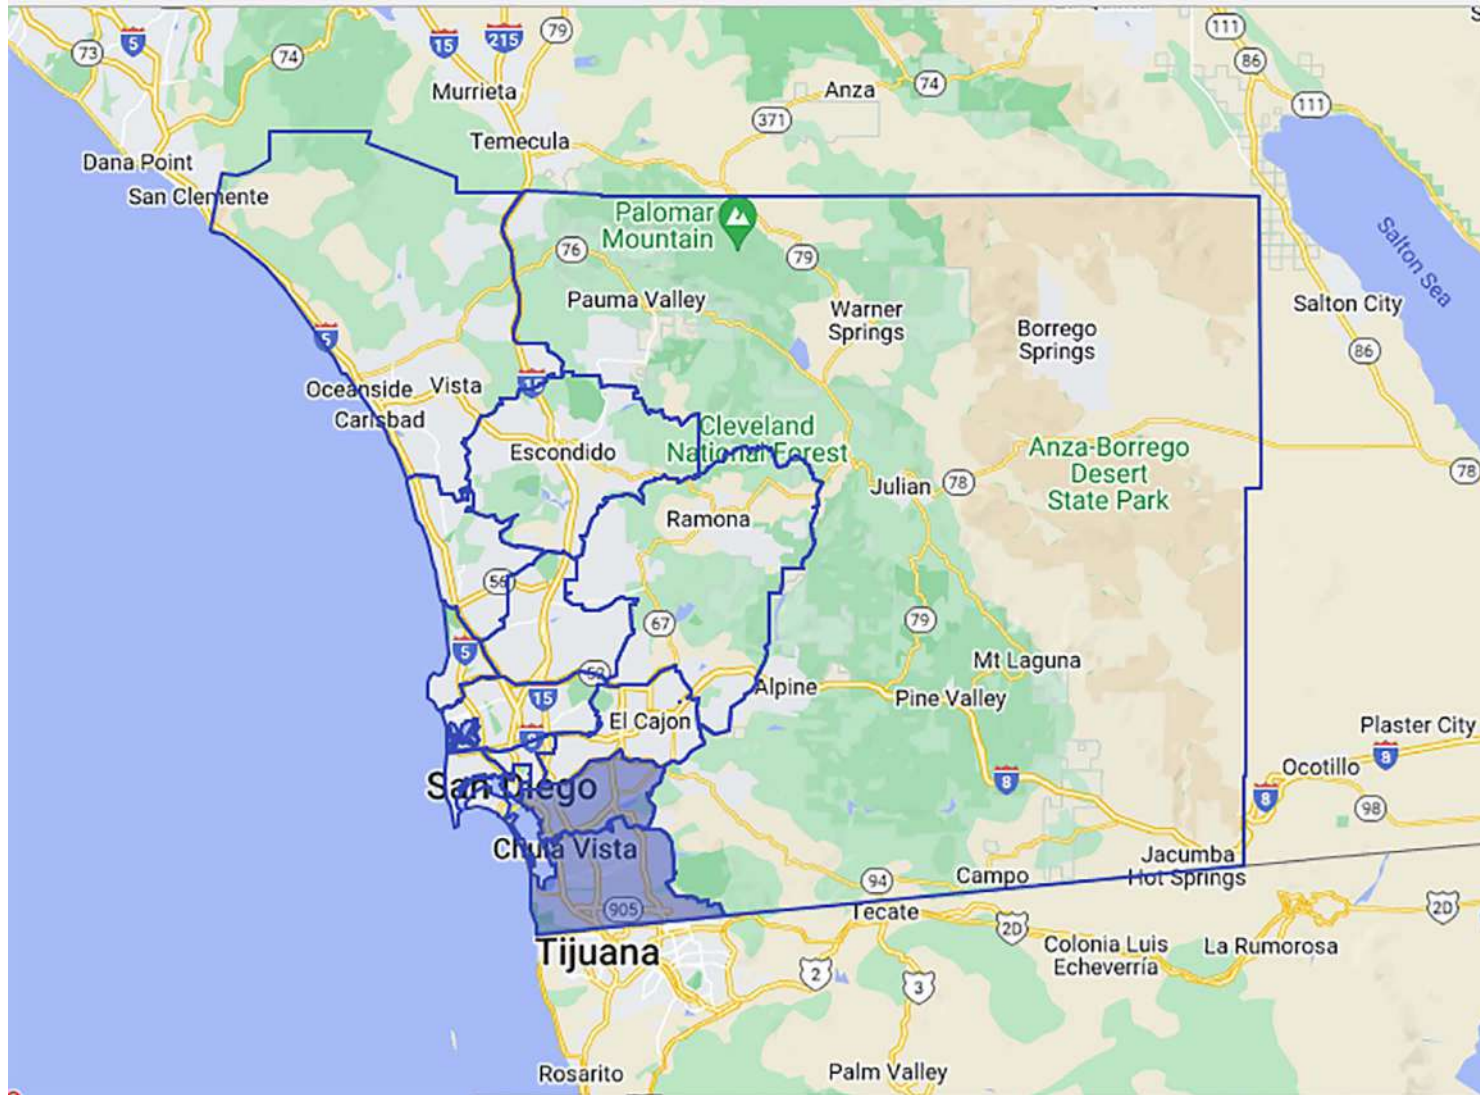 73
5
74
15
215
79
111
86
111
Murrieta
Anza
74
371
Temecula
Dana Point
San Clemente
Palomar
Mountain
76
79
Salton Sea
Pauma Valley
Warner
Springs
Borrego
Springs
Salton City
5
86
Oceanside
Vista
15
Carlsbad
Cleveland
National Forest
Escondido
Anza-Borrego
Desert
State Park
78
Julian
78
Ramona
56
67
79
5
52
Mt Laguna
Alpine
15
Pine Valley
El Cajon
Plaster City
8
8
Ocotillo
San Diego
8
8
98
Chula Vista
Jacumba
Hot Springs
94
Campo
905
Tecate
2D
2D
Tijuana
Colonia Luis
Echeverría
La Rumorosa
2
3
Rosarito
Palm Valley